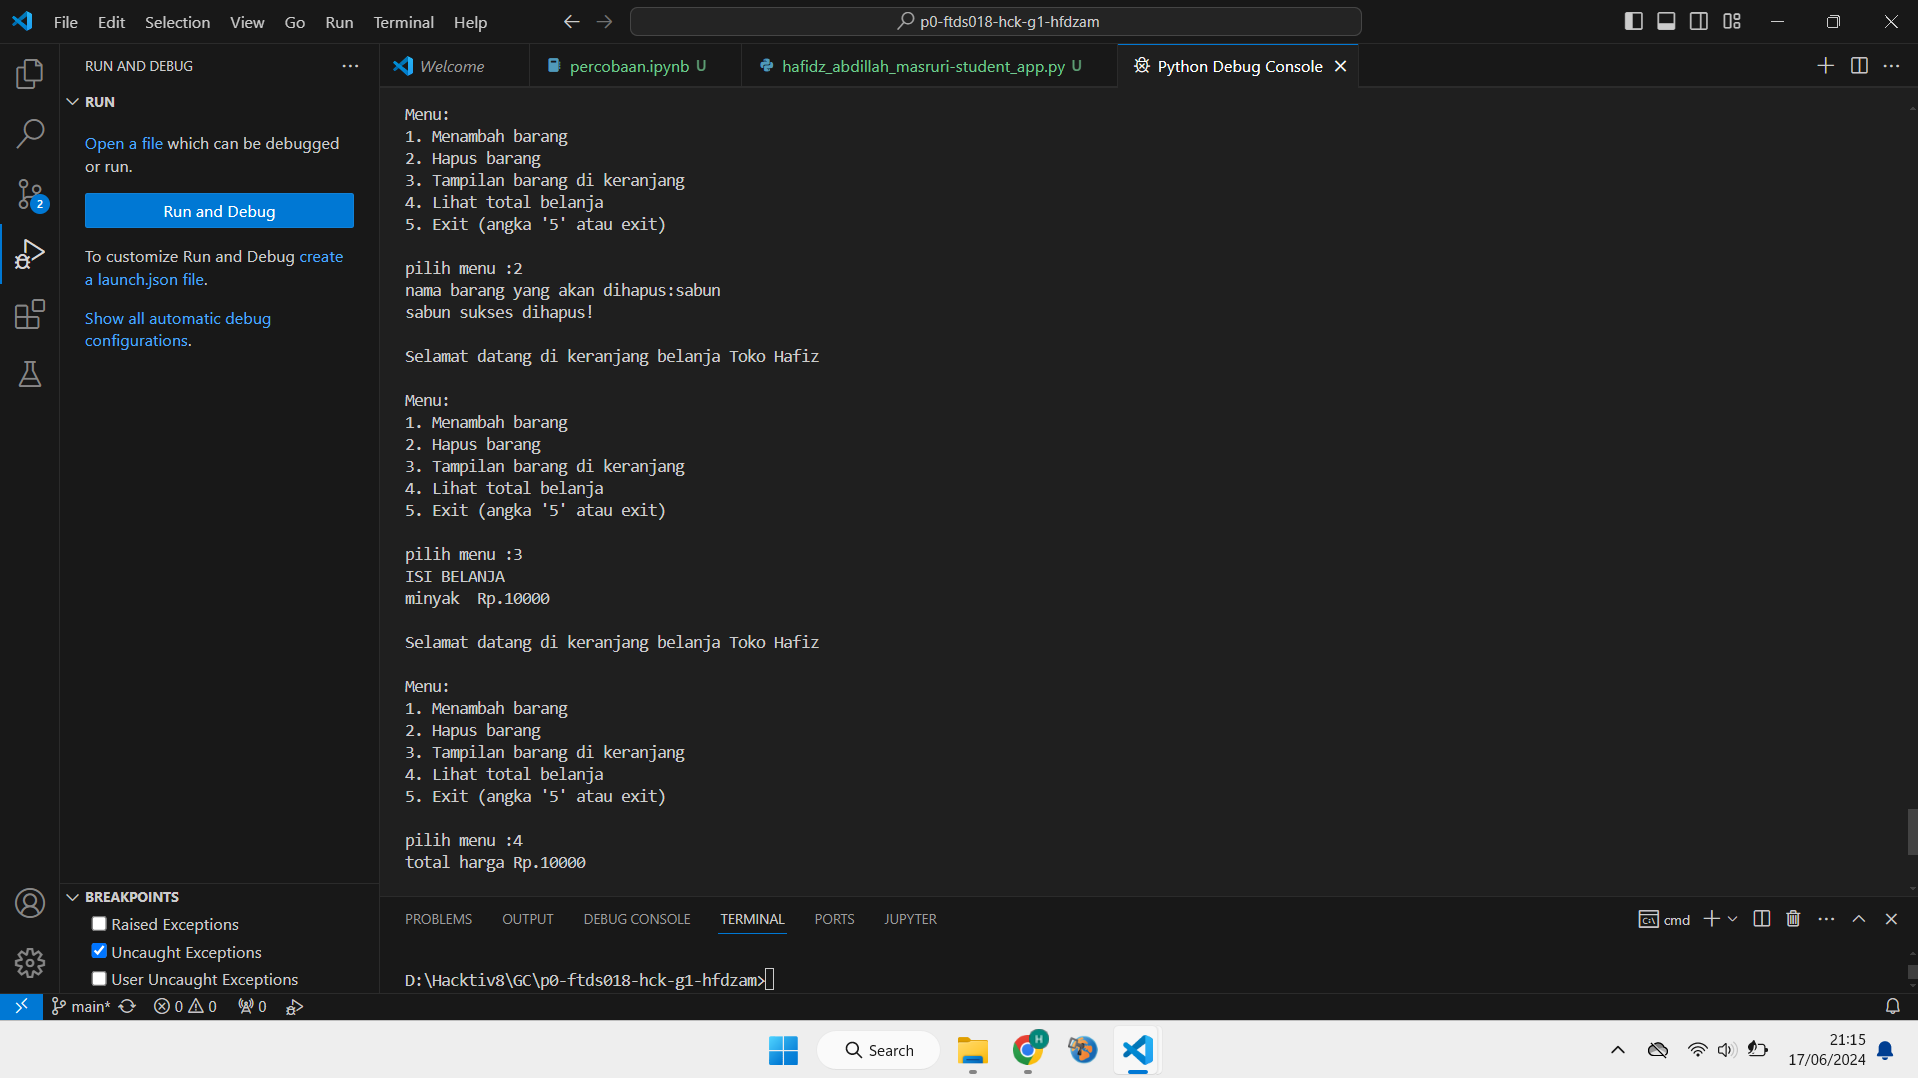 File Edit Selection View Go Run Terminal Help
p0-ftds018-hck-g1-hfdzam
RUN AND DEBUG
RUN
Open a file which can be debugged
or run.
Run and Debug
To customize Run and Debug create
a launch.json file.
Show all automatic debug
configurations.
Welcome
percobaan.ipynb U
hafidz_abdillah_masruri-student_app.py U
Python Debug Console
Menu:
1. Menambah barang
2. Hapus barang
3. Tampilan barang di keranjang
4. Lihat total belanja
5. Exit (angka '5' atau exit)
pilih menu :2
nama barang yang akan dihapus:sabun
sabun sukses dihapus!
Selamat datang di keranjang belanja Toko Hafiz
Menu:
1. Menambah barang
2. Hapus barang
3. Tampilan barang di keranjang
4. Lihat total belanja
5. Exit (angka '5' atau exit)
pilih menu :3
ISI BELANJA
minyak  Rp.10000
Selamat datang di keranjang belanja Toko Hafiz
Menu:
1. Menambah barang
2. Hapus barang
3. Tampilan barang di keranjang
4. Lihat total belanja
5. Exit (angka '5' atau exit)
pilih menu :4
total harga Rp.10000
2
BREAKPOINTS
Raised Exceptions
Uncaught Exceptions
User Uncaught Exceptions
PROBLEMS OUTPUT DEBUG CONSOLE TERMINAL PORTS JUPYTER
cmd
D:\Hacktiv8\GC\p0-ftds018-hck-g1-hfdzam>
main* 0 0 0
Search
H
21:15
17/06/2024